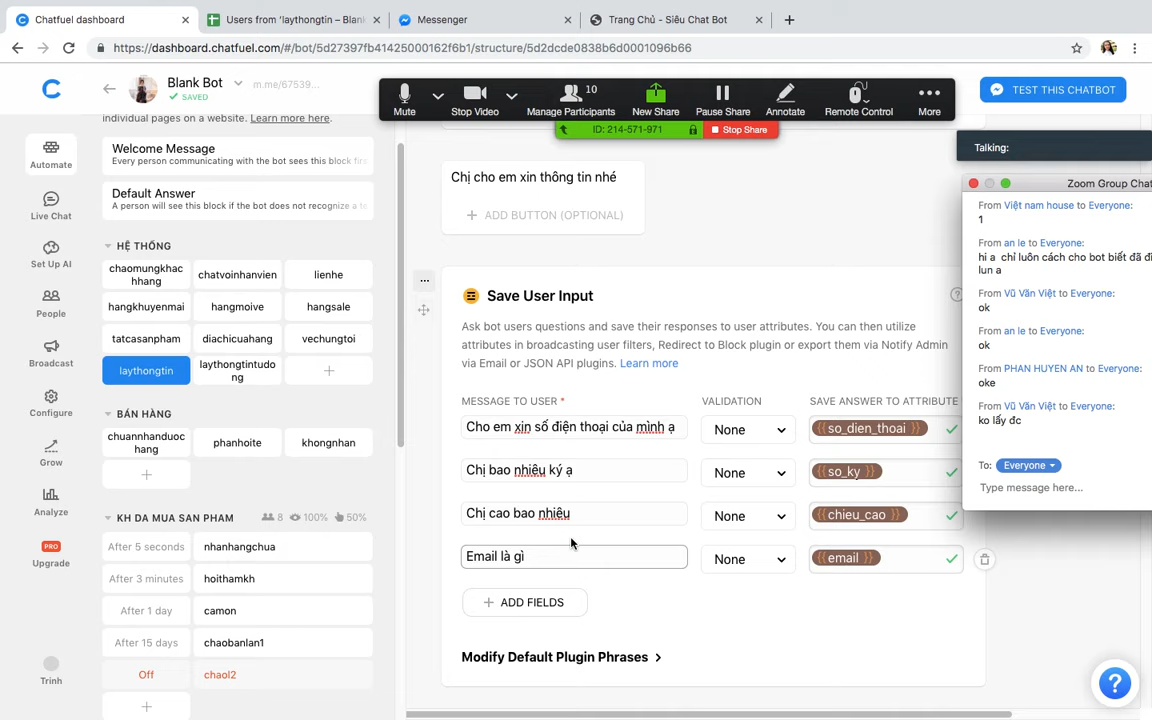 Chatfuel dashboard
Users from 'laythongtin – Blank
Messenger
Trang Chủ - Siêu Chat Bot
https://dashboard.chatfuel.com/#/bot/5d27397fb41425000162f6b1/structure/5d2dcde0838b6d0001096b66
Blank Bot
m.me/67539...
SAVED
individual pages on a website. Learn more here.
Mute
Stop Video
10
Manage Participants
New Share
Pause Share
Annotate
Remote Control
More
ID: 214-571-971
Stop Share
TEST THIS CHATBOT
Automate
Live Chat
Set Up AI
People
Broadcast
Configure
Grow
Analyze
PRO
Upgrade
Trinh
Welcome Message
Every person communicating with the bot sees this block
Default Answer
A person will see this block if the bot does not recognize a
HỆ THỐNG
chaomungkhac
hhang
chatvoinhanvien
lienhe
hangkhuyenmai
hangmoive
hangsale
tatcasanpham
diachicuahang
vechungtoi
laythongtin
laythongtintudo
ng
BÁN HÀNG
chuannhanduoc
hang
phanhoite
khongnhan
KH DA MUA SAN PHAM
8
100%
50%
After 5 seconds
nhanhangchua
After 3 minutes
hoithamkh
After 1 day
camon
After 15 days
chaobanlan1
Off
chaol2
Chị cho em xin thông tin nhé
ADD BUTTON (OPTIONAL)
Save User Input
?
Ask bot users questions and save their responses to user attributes. You can then utilize
attributes in broadcasting user filters, Redirect to Block plugin or export them via Notify Admin
via Email or JSON API plugins. Learn more
MESSAGE TO USER *
VALIDATION
SAVE ANSWER TO ATTRIBUTE
Cho em xin số điện thoại của mình ạ
None
{{so_dien_thoai}}
Chị bao nhiêu ký ạ
None
{{so_ky}}
Chị cao bao nhiêu
None
{{chieu_cao}}
Email là gì
None
{{email}}
ADD FIELDS
Modify Default Plugin Phrases
Talking:
Zoom Group Chat
From Việt nam house to Everyone:
1
From an le to Everyone:
hi a chỉ luôn cách cho bot biết đã đi
lun a
From Vũ Văn Việt to Everyone:
ok
From an le to Everyone:
ok
From PHAN HUYEN AN to Everyone:
oke
From Vũ Văn Việt to Everyone:
ko lấy đc
To: Everyone
Type message here...
?